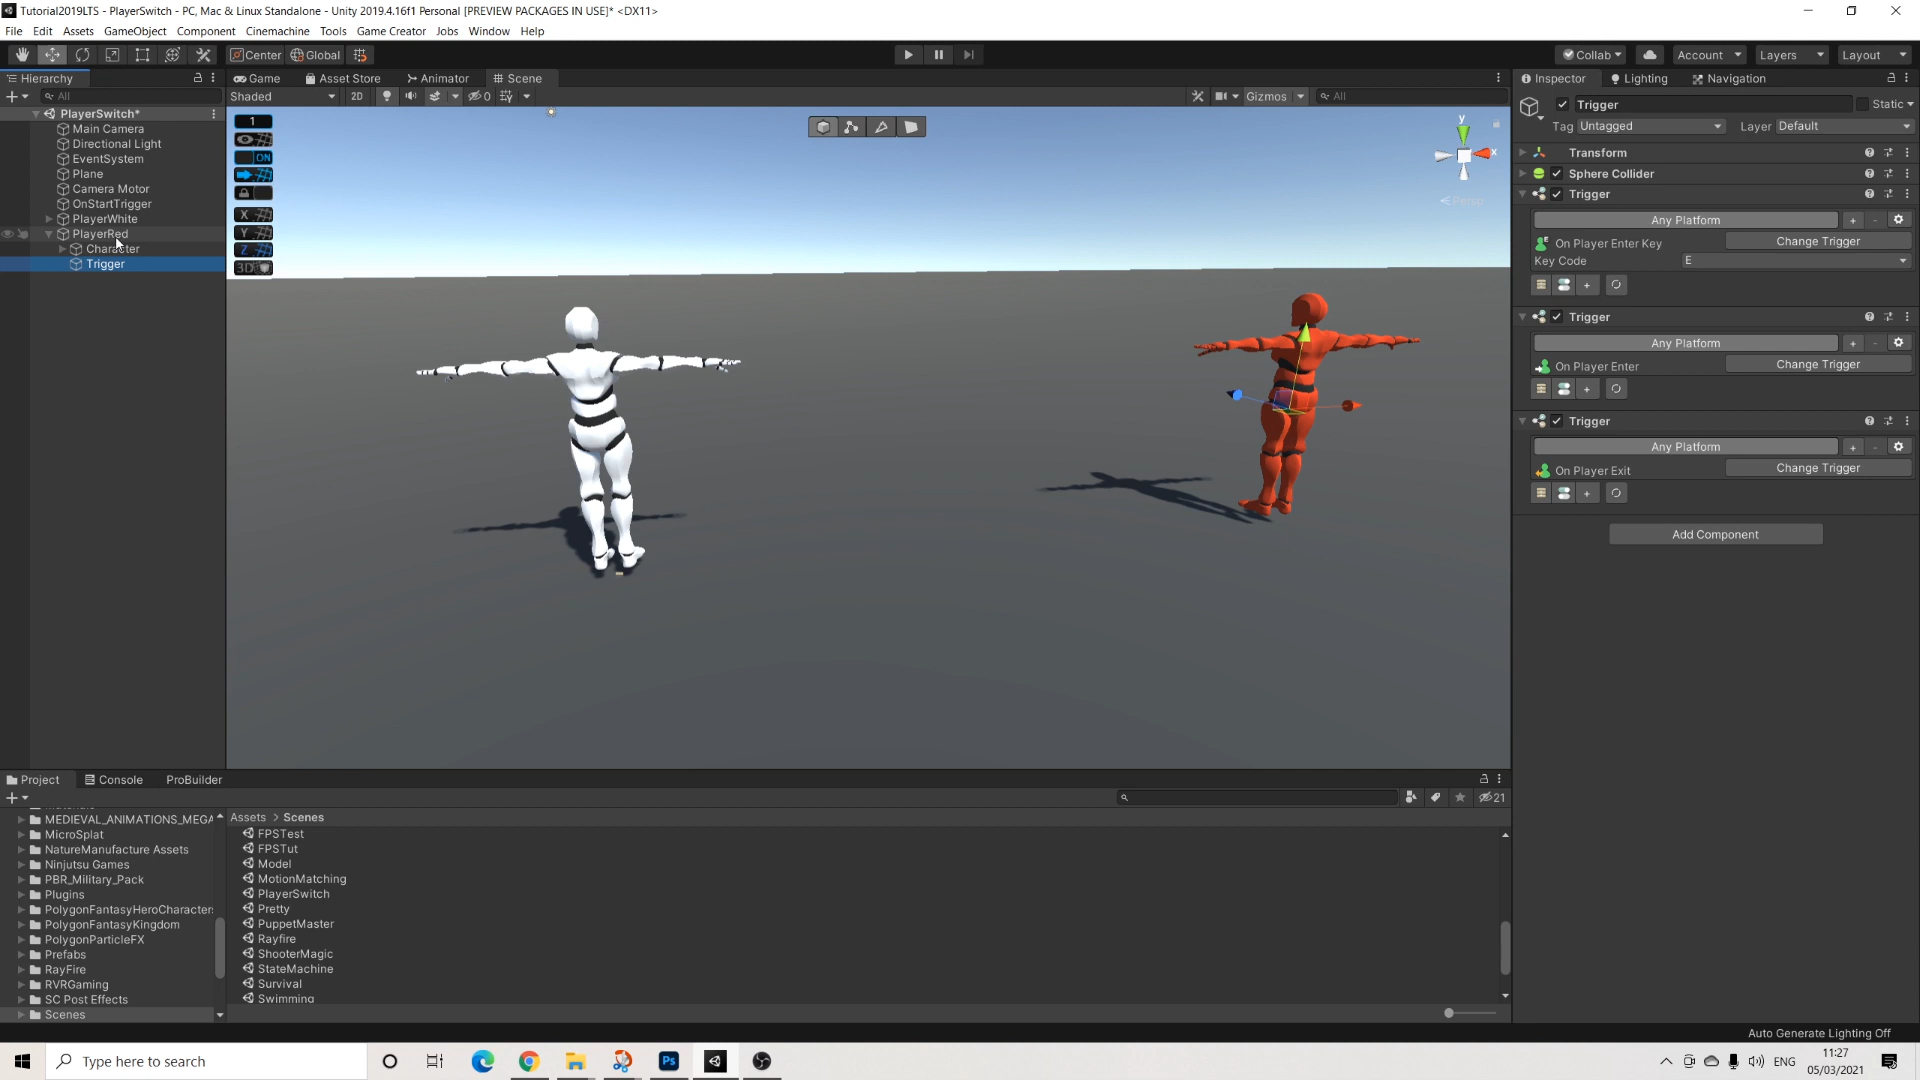 Tutorial2019LTS - PlayerSwitch - PC, Mac & Linux Standalone - Unity 2019.4.16f1 Personal [PREVIEW PACKAGES IN USE]* <DX11>
File Edit Assets GameObject Component Cinemachine Tools Game Creator Jobs Window Help
Center Global Collab Account Layers Layout
Hierarchy Game Asset Store Animator Scene Inspector Lighting Navigation
All Shaded 2D 0 Gizmos All Trigger Static
PlayerSwitch*
Main Camera
Directional Light
EventSystem
Plane
Camera Motor
OnStartTrigger
PlayerWhite
PlayerRed
Character
Trigger
1
ON
X
Y
Z
3D
y
x
Persp
Tag Untagged Layer Default
Transform
Sphere Collider
Trigger
Any Platform
On Player Enter Key Change Trigger
Key Code E
Trigger
Any Platform
On Player Enter Change Trigger
Trigger
Any Platform
On Player Exit Change Trigger
Add Component
Project Console ProBuilder
21
MEDIEVAL_ANIMATIONS_MEGA
MicroSplat
NatureManufacture Assets
Ninjutsu Games
PBR_Military_Pack
Plugins
PolygonFantasyHeroCharacter
PolygonFantasyKingdom
PolygonParticleFX
Prefabs
RayFire
RVRGaming
SC Post Effects
Scenes
Assets > Scenes
FPSTest
FPSTut
Model
MotionMatching
PlayerSwitch
Pretty
PuppetMaster
Rayfire
ShooterMagic
StateMachine
Survival
Swimming
Auto Generate Lighting Off
Type here to search
Ps
ENG
11:27
05/03/2021